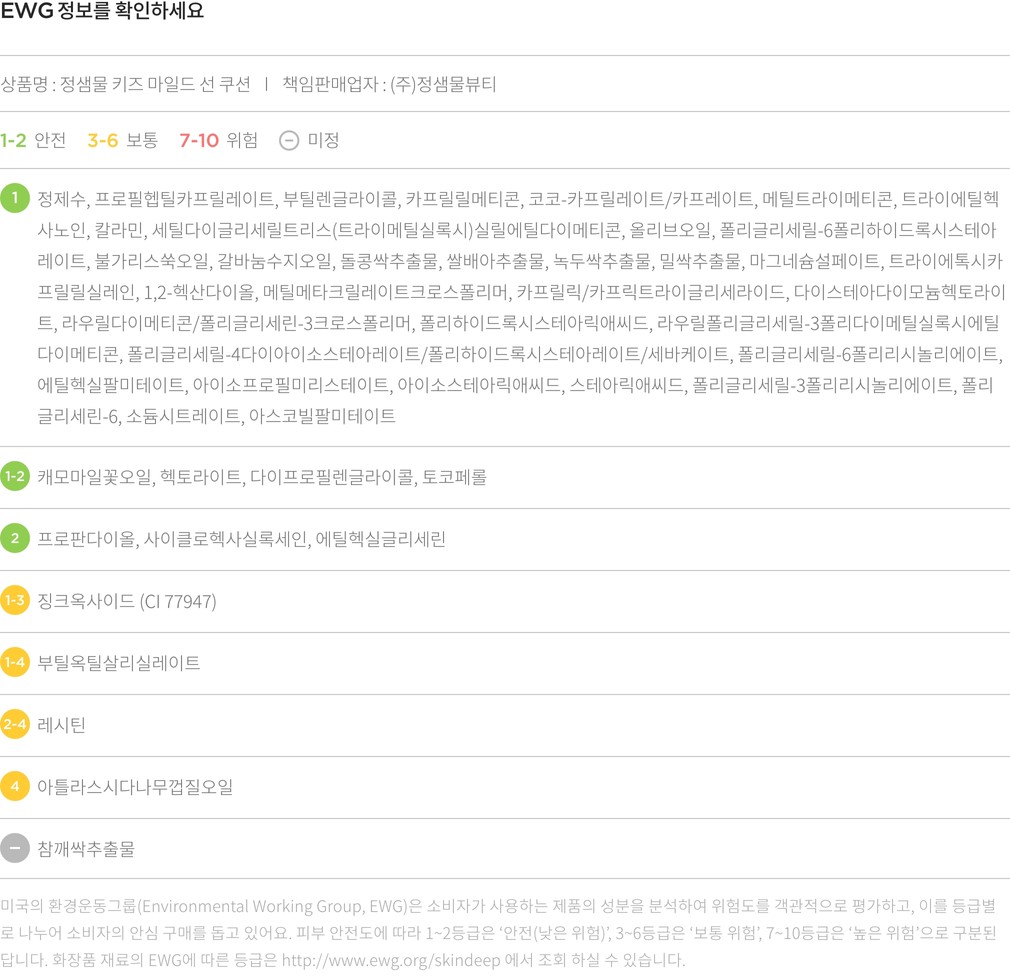 EWG 정보를 확인하세요
상품명 : 정샘물 키즈 마일드 선 쿠션 | 책임판매업자 : (주)정샘물뷰티
1-2 안전 3-6 보통 7-10 위험 − 미정
1 정제수, 프로필헵틸카프릴레이트, 부틸렌글라이콜, 카프릴릴메티콘, 코코-카프릴레이트/카프레이트, 메틸트라이메티콘, 트라이에틸헥
사노인, 칼라민, 세틸다이글리세릴트리스(트라이메틸실록시)실릴에틸다이메티콘, 올리브오일, 폴리글리세릴-6폴리하이드록시스테아
레이트, 불가리스쑥오일, 갈바눔수지오일, 돌콩싹추출물, 쌀배아추출물, 녹두싹추출물, 밀싹추출물, 마그네슘설페이트, 트라이에톡시카
프릴릴실레인, 1,2-헥산다이올, 메틸메타크릴레이트크로스폴리머, 카프릴릭/카프릭트라이글리세라이드, 다이스테아다이모늄헥토라이
트, 라우릴다이메티콘/폴리글리세린-3크로스폴리머, 폴리하이드록시스테아릭애씨드, 라우릴폴리글리세릴-3폴리다이메틸실록시에틸
다이메티콘, 폴리글리세릴-4다이아이소스테아레이트/폴리하이드록시스테아레이트/세바케이트, 폴리글리세릴-6폴리리시놀리에이트,
에틸헥실팔미테이트, 아이소프로필미리스테이트, 아이소스테아릭애씨드, 스테아릭애씨드, 폴리글리세릴-3폴리리시놀리에이트, 폴리
글리세린-6, 소듐시트레이트, 아스코빌팔미테이트
1-2 캐모마일꽃오일, 헥토라이트, 다이프로필렌글라이콜, 토코페롤
2 프로판다이올, 사이클로헥사실록세인, 에틸헥실글리세린
1-3 징크옥사이드 (CI 77947)
1-4 부틸옥틸살리실레이트
2-4 레시틴
4 아틀라스시다나무껍질오일
− 참깨싹추출물
미국의 환경운동그룹(Environmental Working Group, EWG)은 소비자가 사용하는 제품의 성분을 분석하여 위험도를 객관적으로 평가하고, 이를 등급별
로 나누어 소비자의 안심 구매를 돕고 있어요. 피부 안전도에 따라 1~2등급은 ‘안전(낮은 위험)’, 3~6등급은 ‘보통 위험’, 7~10등급은 ‘높은 위험’으로 구분된
답니다. 화장품 재료의 EWG에 따른 등급은 http://www.ewg.org/skindeep 에서 조회 하실 수 있습니다.